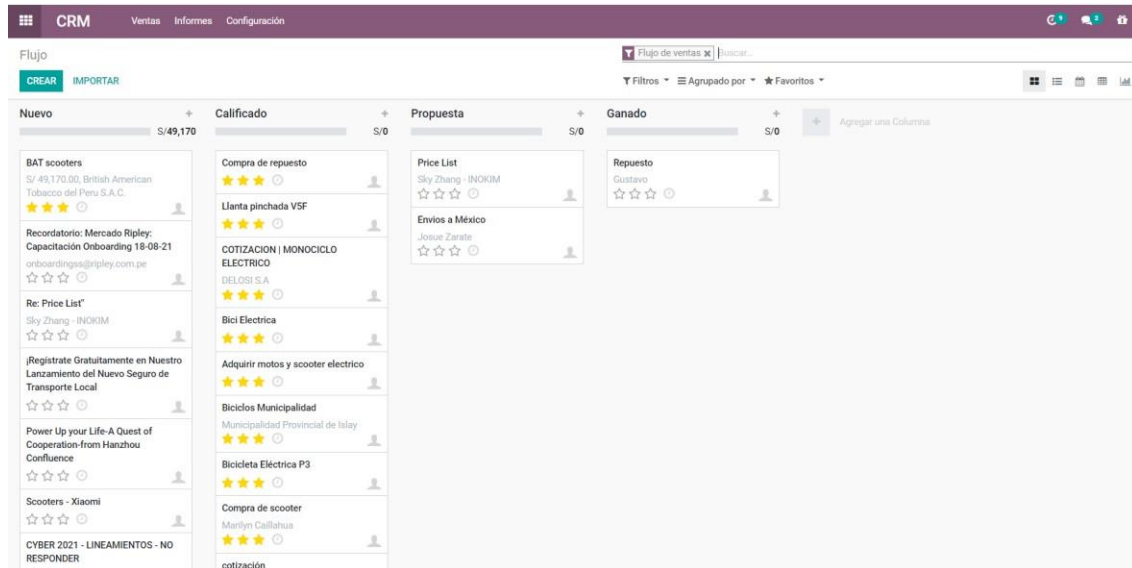 CRM Ventas Informes Configuración 9 2
Flujo
Flujo de ventas x Buscar...
CREAR IMPORTAR
Filtros Agrupado por Favoritos
Nuevo +
S/49,170
BAT scooters
S/ 49,170.00, British American
Tobacco del Peru S.A.C.
Recordatorio: Mercado Ripley:
Capacitación Onboarding 18-08-21
onboardingss@ripley.com.pe
Re: Price List"
Sky Zhang - INOKIM
¡Regístrate Gratuitamente en Nuestro
Lanzamiento del Nuevo Seguro de
Transporte Local
Power Up your Life-A Quest of
Cooperation-from Hanzhou
Confluence
Scooters - Xiaomi
CYBER 2021 - LINEAMIENTOS - NO
RESPONDER
Calificado +
S/0
Compra de repuesto
Llanta pinchada V5F
COTIZACION | MONOCICLO
ELECTRICO
DELOSI S.A
Bici Electrica
Adquirir motos y scooter electrico
Biciclos Municipalidad
Municipalidad Provincial de Islay
Bicicleta Eléctrica P3
Compra de scooter
Marilyn Caillahua
cotización
Propuesta +
S/0
Price List
Sky Zhang - INOKIM
Envios a México
Josue Zarate
Ganado +
S/0
Repuesto
Gustavo
+ Agregar una Columna